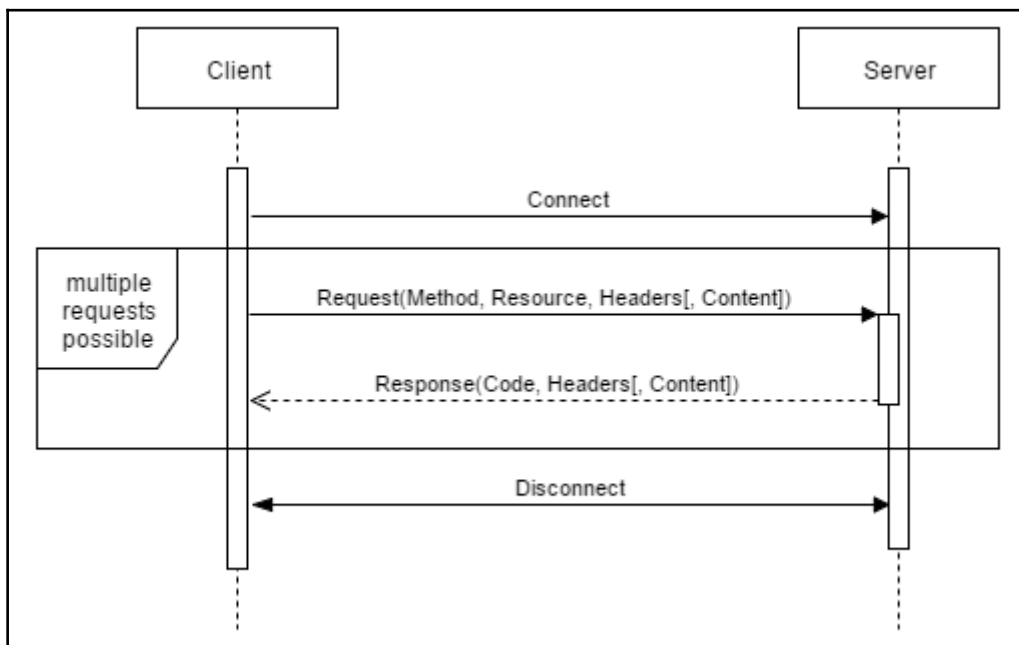 Client
Server
Connect
multiple
requests
possible
Request(Method, Resource, Headers[, Content])
Response(Code, Headers[, Content])
Disconnect